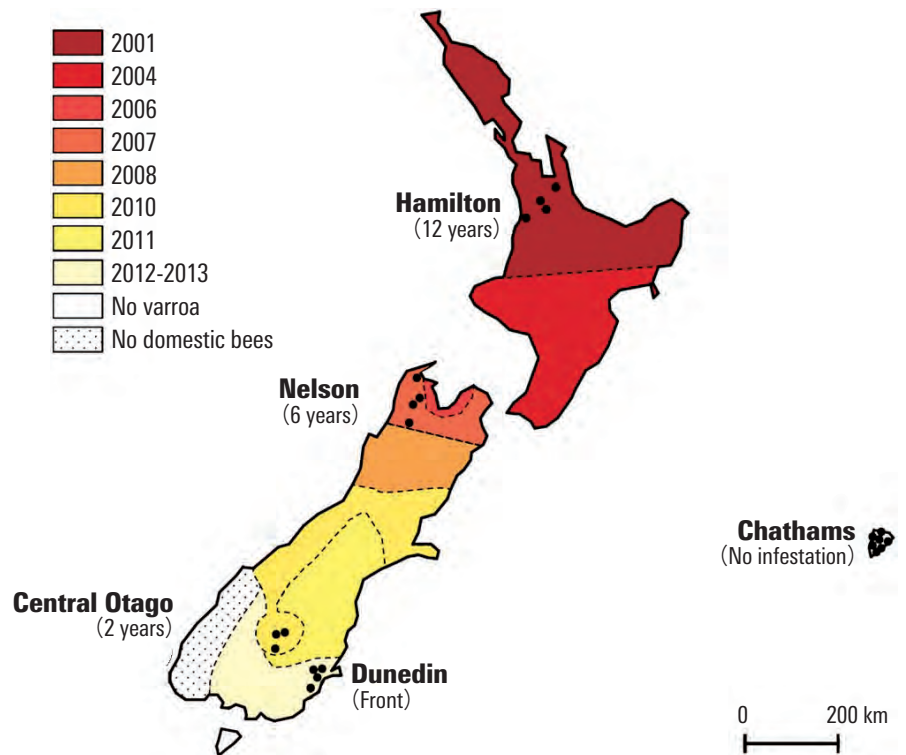 2001
2004
2006
2007
2008
2010
2011
2012-2013
No varroa
No domestic bees
Hamilton
(12 years)
Nelson
(6 years)
Chathams
(No infestation)
Central Otago
(2 years)
Dunedin
(Front)
0 200 km